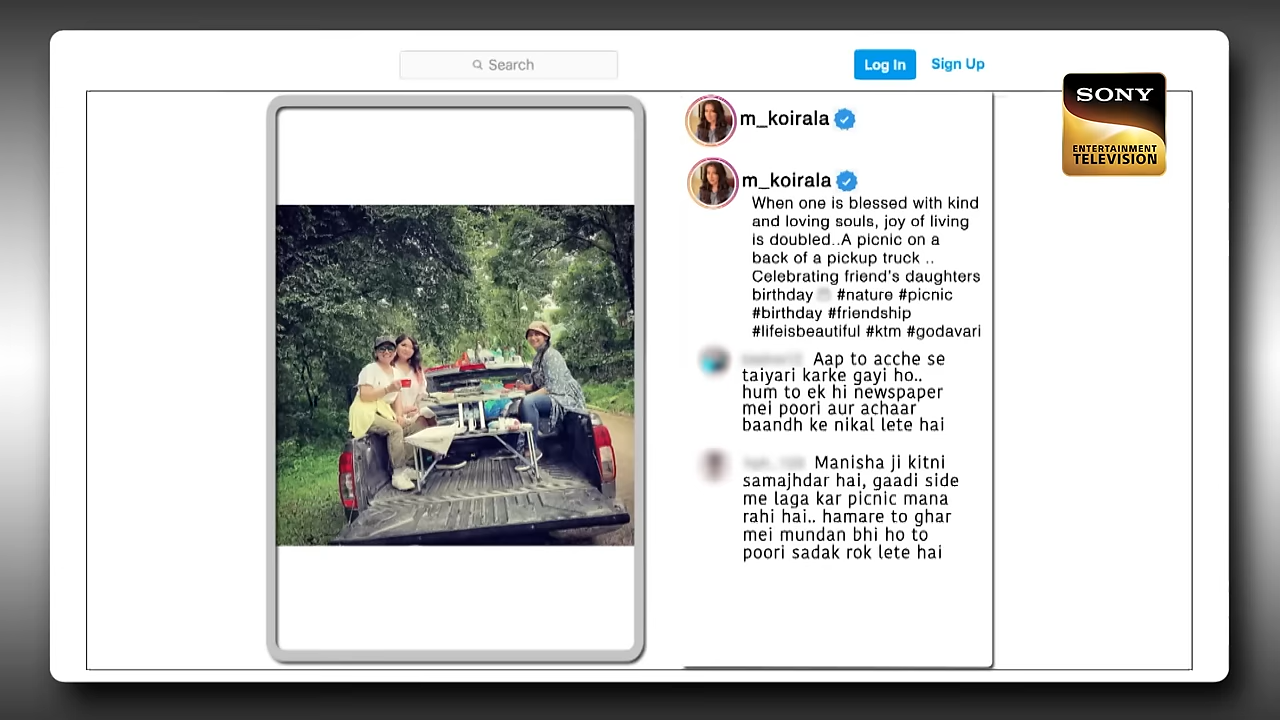 Search
Log In
Sign Up
SONY
ENTERTAINMENT
TELEVISION
m_koirala
m_koirala
When one is blessed with kind
and loving souls, joy of living
is doubled..A picnic on a
back of a pickup truck ..
Celebrating friend's daughters
birthday #nature #picnic
#birthday #friendship
#lifeisbeautiful #ktm #godavari
Aap to acche se
taiyari karke gayi ho..
hum to ek hi newspaper
mei poori aur achaar
baandh ke nikal lete hai
Manisha ji kitni
samajhdar hai, gaadi side
me laga kar picnic mana
rahi hai.. hamare to ghar
mei mundan bhi ho to
poori sadak rok lete hai